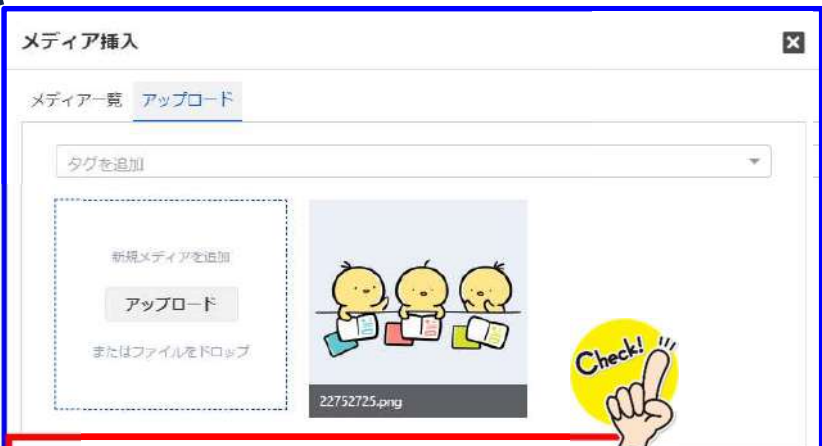 メディア挿入
メディア一覧 アップロード
タグを追加
新規メディアを追加
アップロード
またはファイルをドロップ
22752725.png
Check!